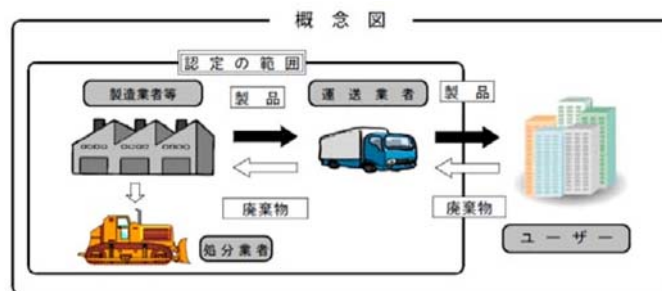 概念図
認定の範囲
製造業者等
製品
運送業者
製品
廃棄物
廃棄物
処分業者
ユーザー